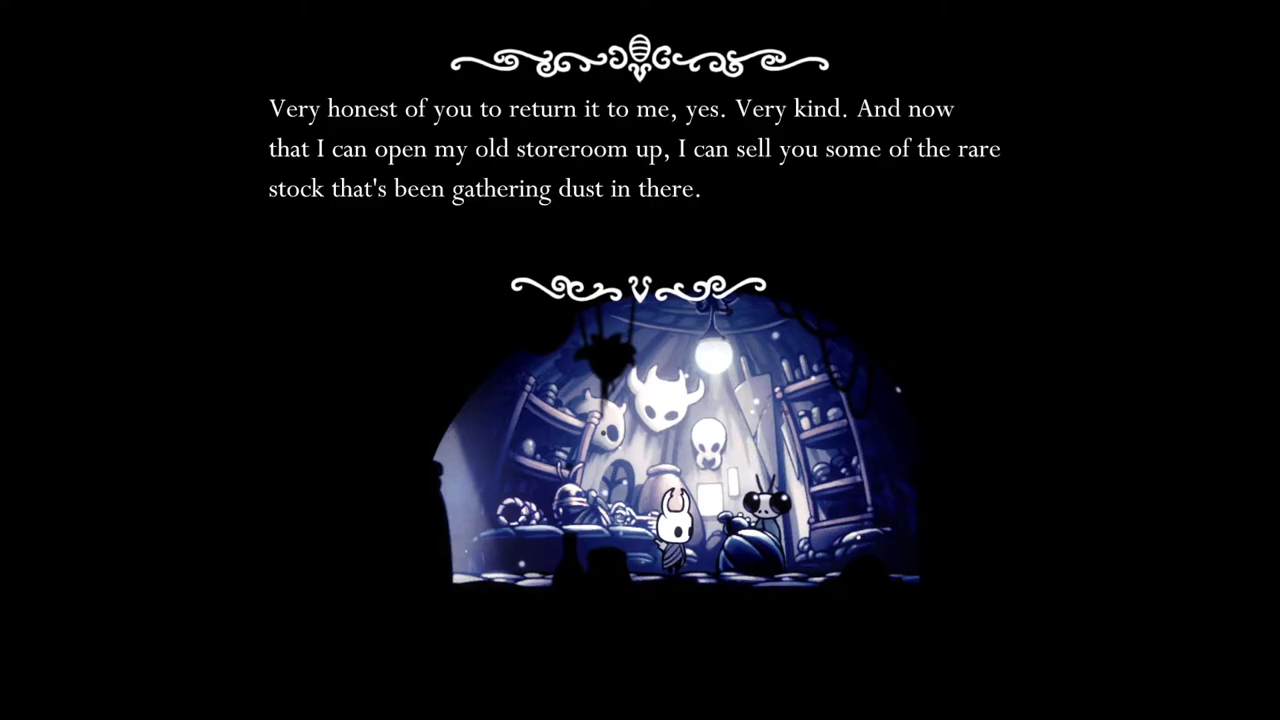 Very honest of you to return it to me, yes. Very kind. And now
that I can open my old storeroom up, I can sell you some of the rare
stock that's been gathering dust in there.